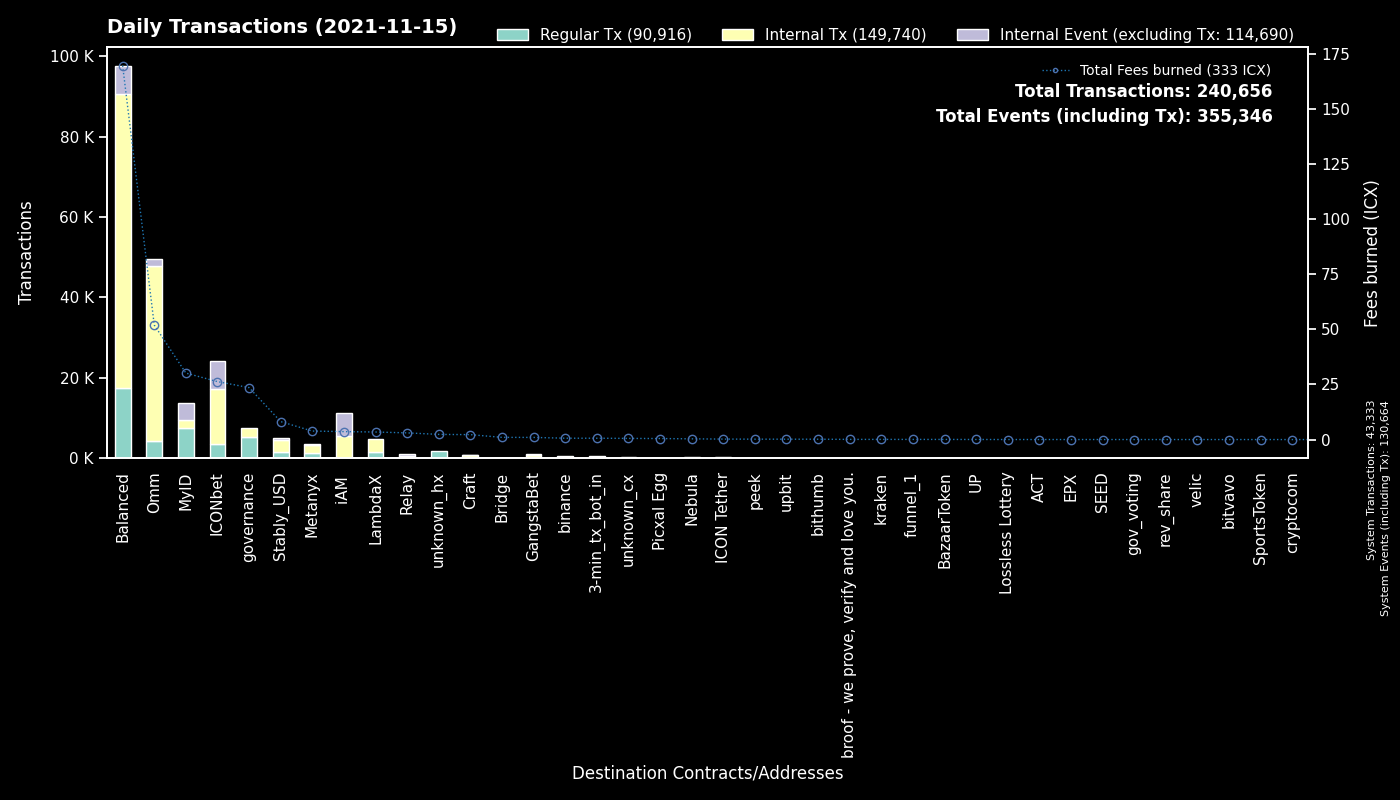 Daily Transactions (2021-11-15)
Regular Tx (90,916)
Internal Tx (149,740)
Internal Event (excluding Tx: 114,690)
Total Fees burned (333 ICX)
Total Transactions: 240,656
Total Events (including Tx): 355,346
Transactions
100 K
80 K
60 K
40 K
20 K
0 K
175
150
125
100
75
50
25
0
Fees burned (ICX)
System Transactions: 43,333
System Events (including Tx): 130,664
Balanced
Omm
MyID
ICONbet
governance
Stably_USD
Metanyx
iAM
LambdaX
Relay
unknown_hx
Craft
Bridge
GangstaBet
binance
3-min_tx_bot_in
unknown_cx
Picxal Egg
Nebula
ICON Tether
peek
upbit
bithumb
broof - we prove, verify and love you.
kraken
funnel_1
BazaarToken
UP
Lossless Lottery
ACT
EPX
SEED
gov_voting
rev_share
velic
bitvavo
SportsToken
cryptocom
Destination Contracts/Addresses